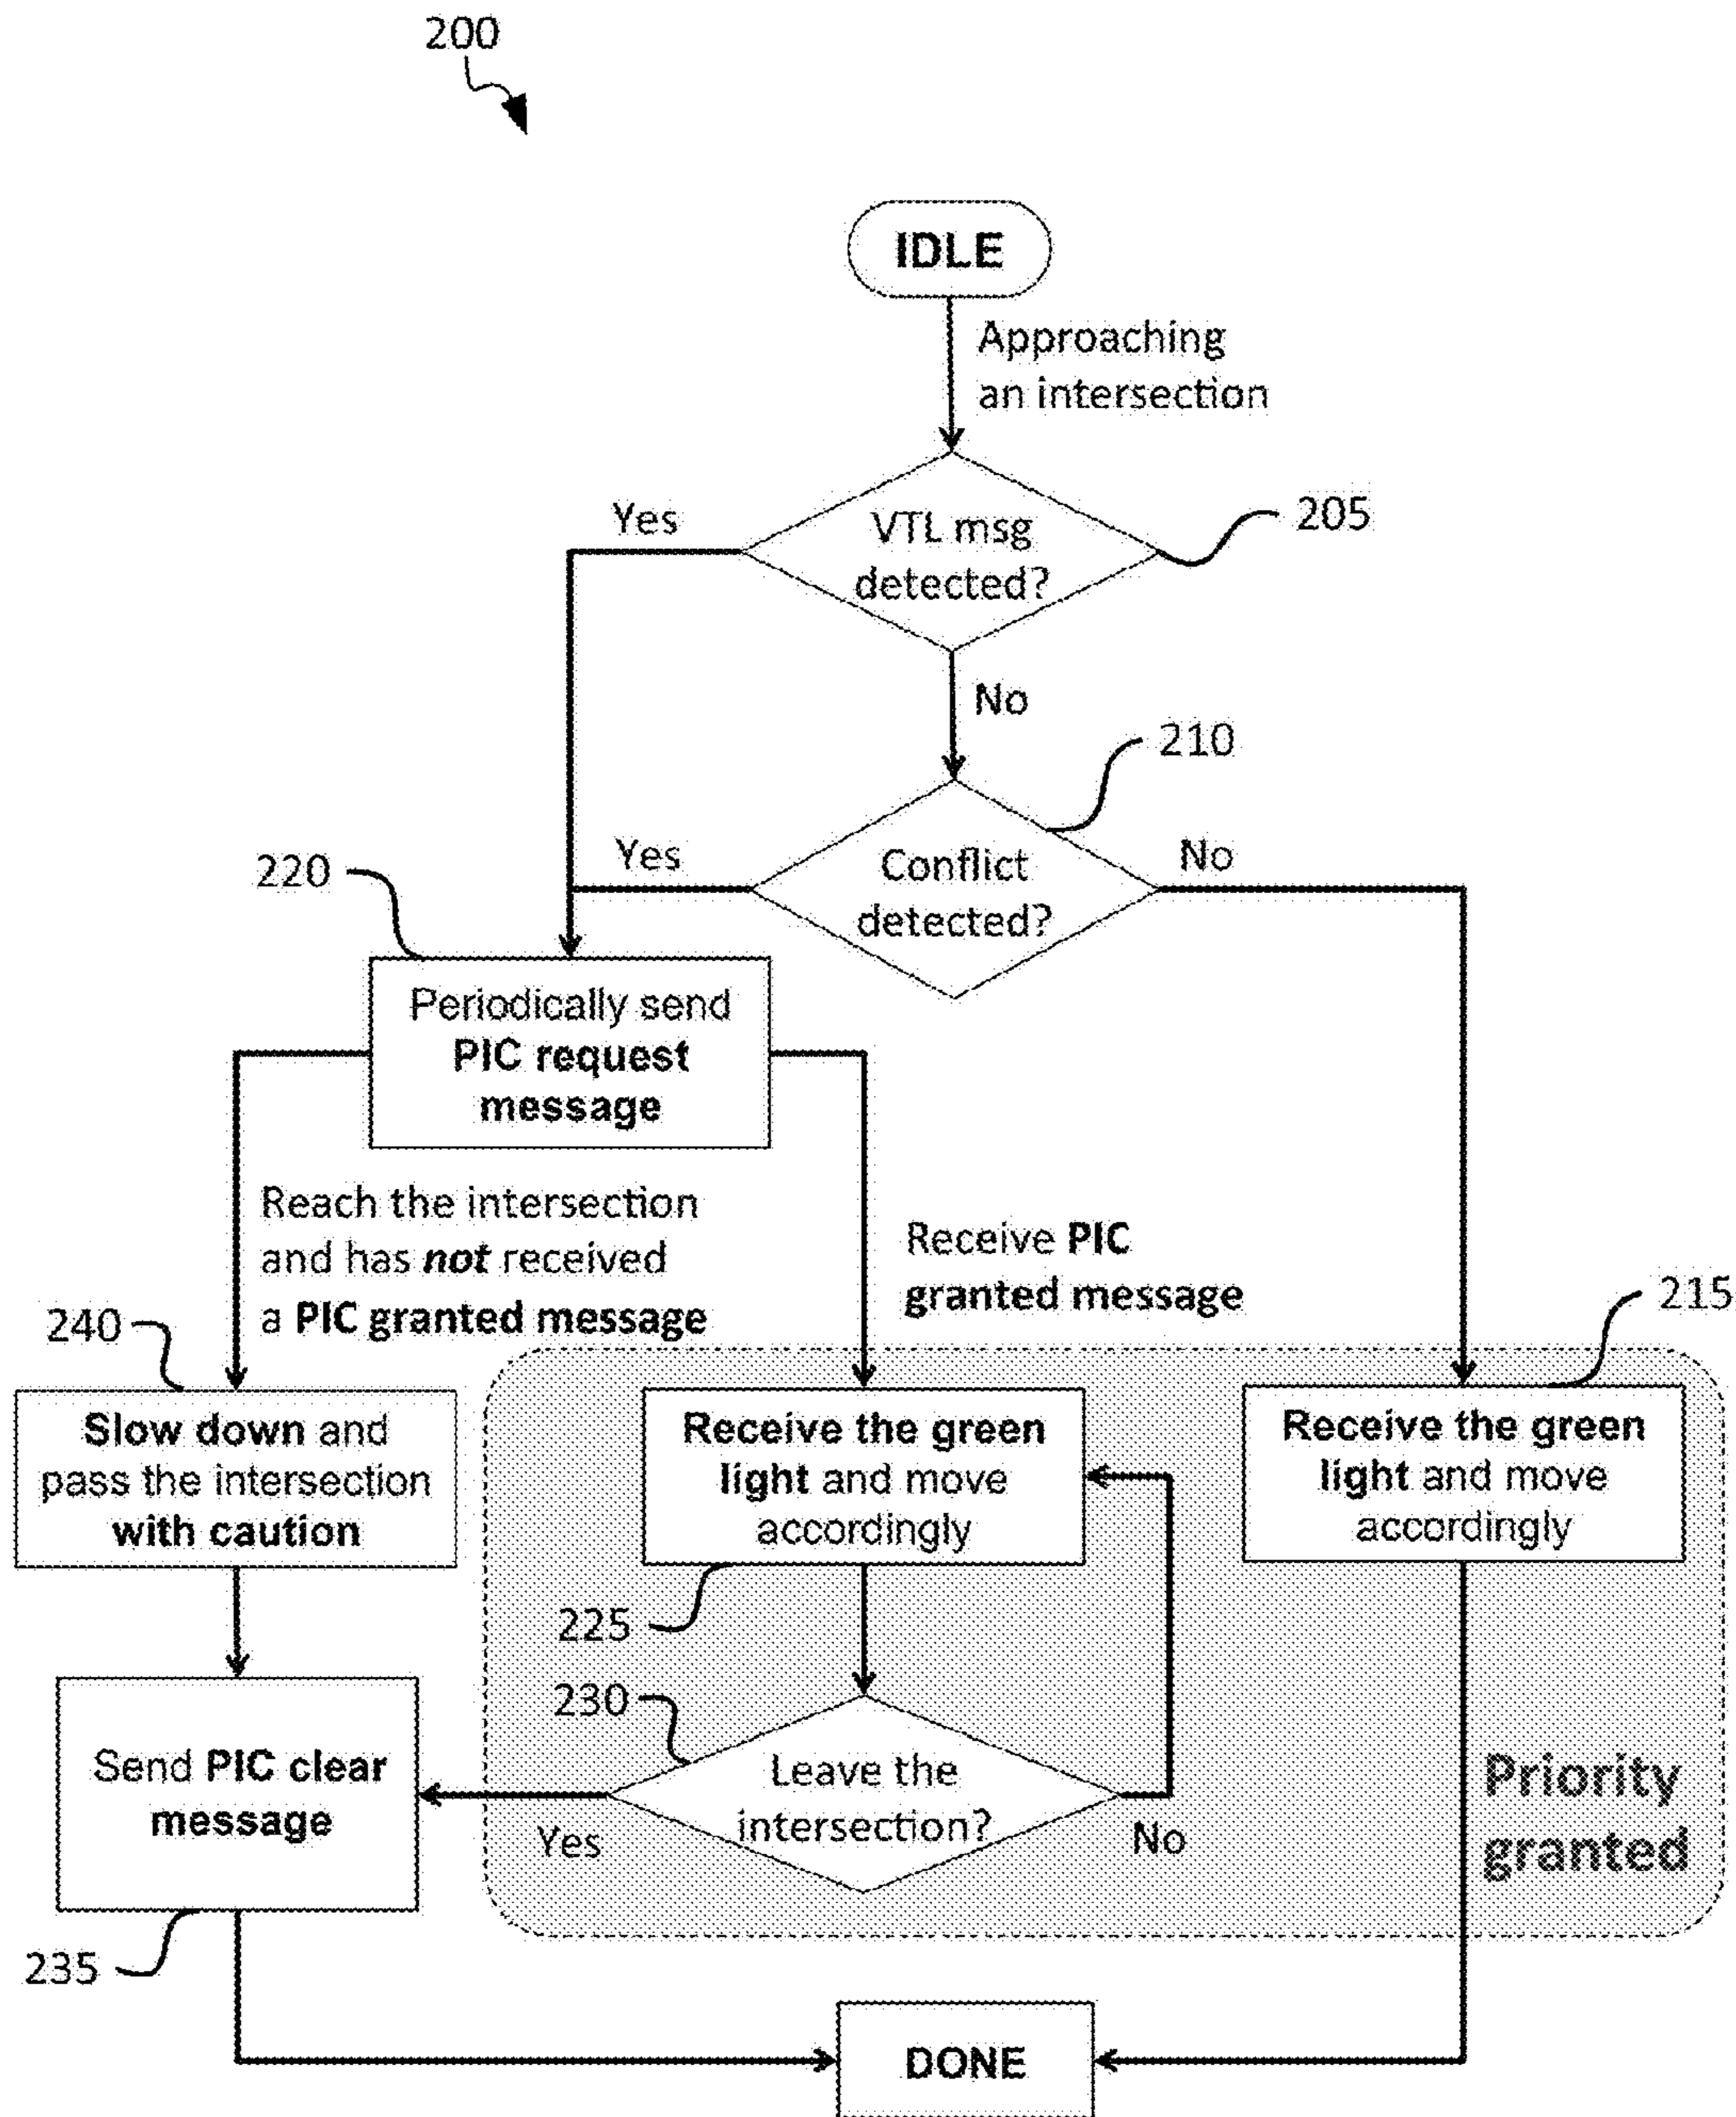 200
IDLE
Approaching
an intersection
Yes
VTL msg
detected?
205
No
210
Yes
Conflict
detected?
No
220
Periodically send
PIC request
message
Reach the intersection
and has not received
a PIC granted message
Receive PIC
granted message
240
215
Slow down and
pass the intersection
with caution
Receive the green
light and move
accordingly
Receive the green
light and move
accordingly
225
230
Send PIC clear
message
Leave the
intersection?
Yes
No
Priority
granted
235
DONE